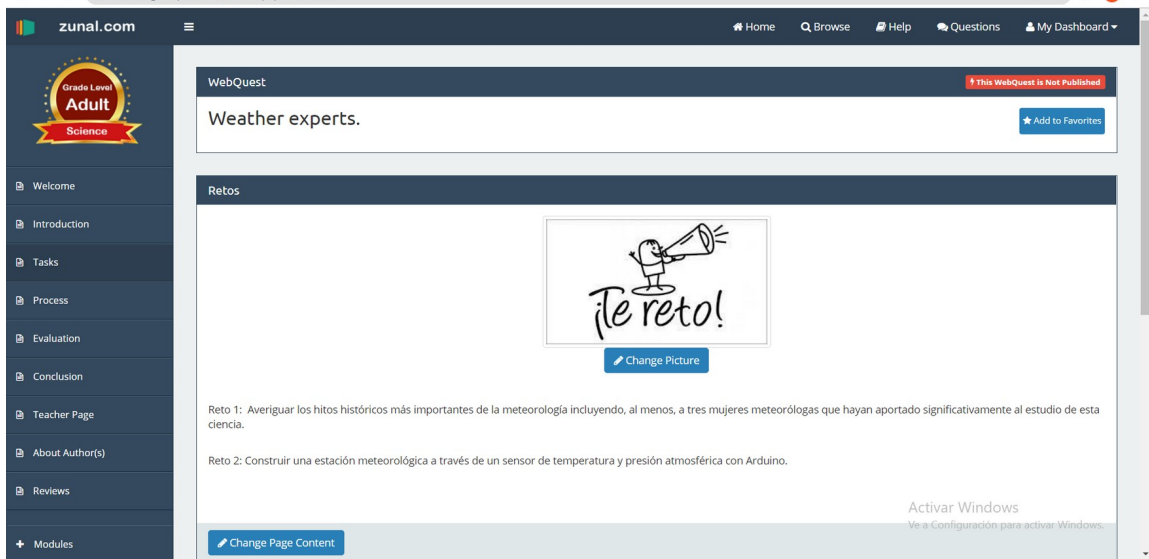 zunal.com
Home
Browse
Help
Questions
My Dashboard
Grade Level
Adult
Science
Welcome
Introduction
Tasks
Process
Evaluation
Conclusion
Teacher Page
About Author(s)
Reviews
Modules
WebQuest
This WebQuest is Not Published
Weather experts.
Add to Favorites
Retos
¡Te reto!
Change Picture
Reto 1: Averiguar los hitos históricos más importantes de la meteorología incluyendo, al menos, a tres mujeres meteorólogas que hayan aportado significativamente al estudio de esta
ciencia.
Reto 2: Construir una estación meteorológica a través de un sensor de temperatura y presión atmosférica con Arduino.
Activar Windows
Ve a Configuración para activar Windows.
Change Page Content